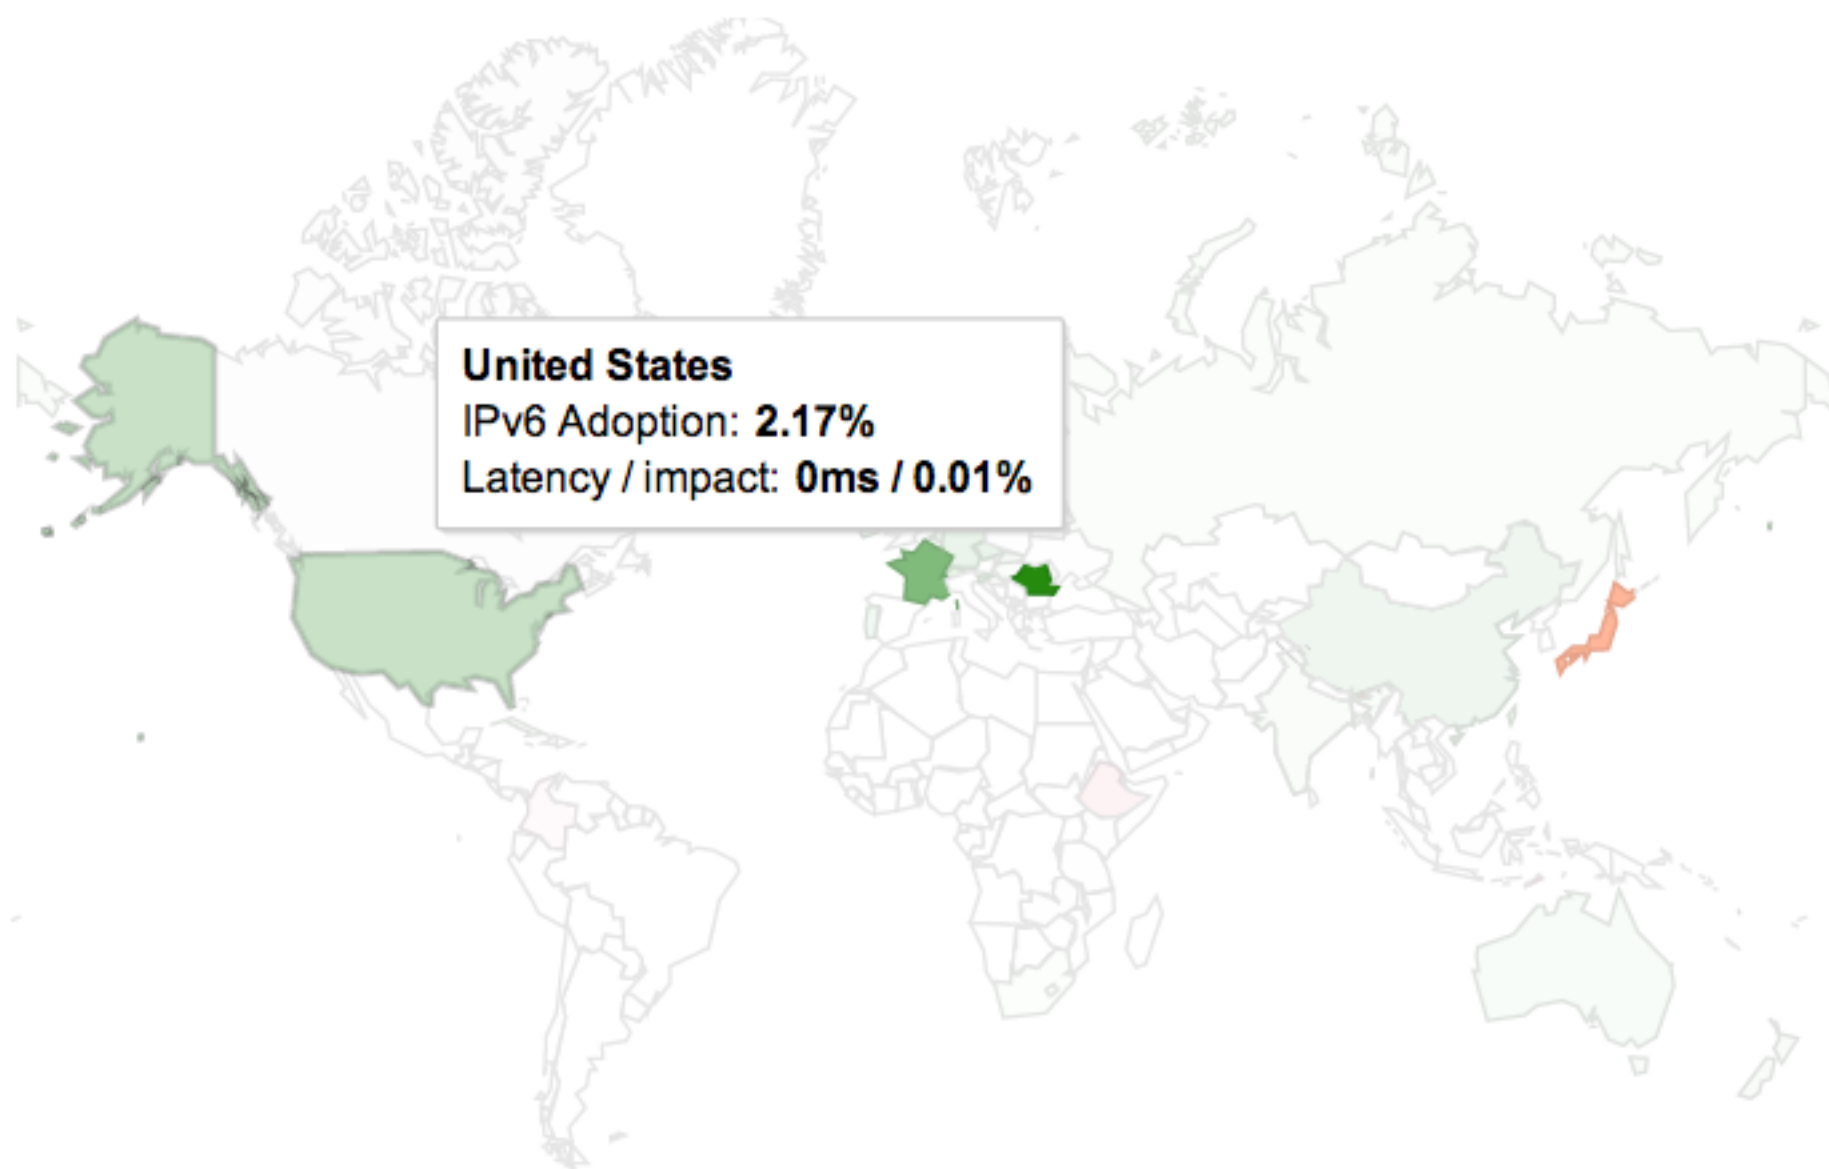 United States
IPv6 Adoption: 2.17%
Latency / impact: 0ms / 0.01%